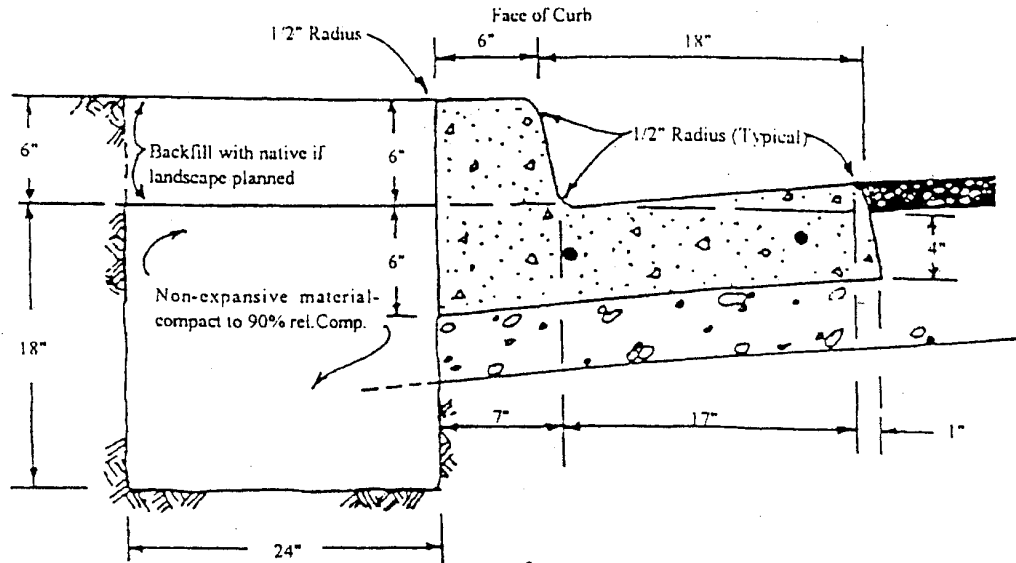 Face of Curb
1/2" Radius
6"
18"
6"
Backfill with native if
landscape planned
6"
1/2" Radius (Typical)
6"
4"
Non-expansive material-
compact to 90% rel.Comp.
18"
7"
17"
1"
24"